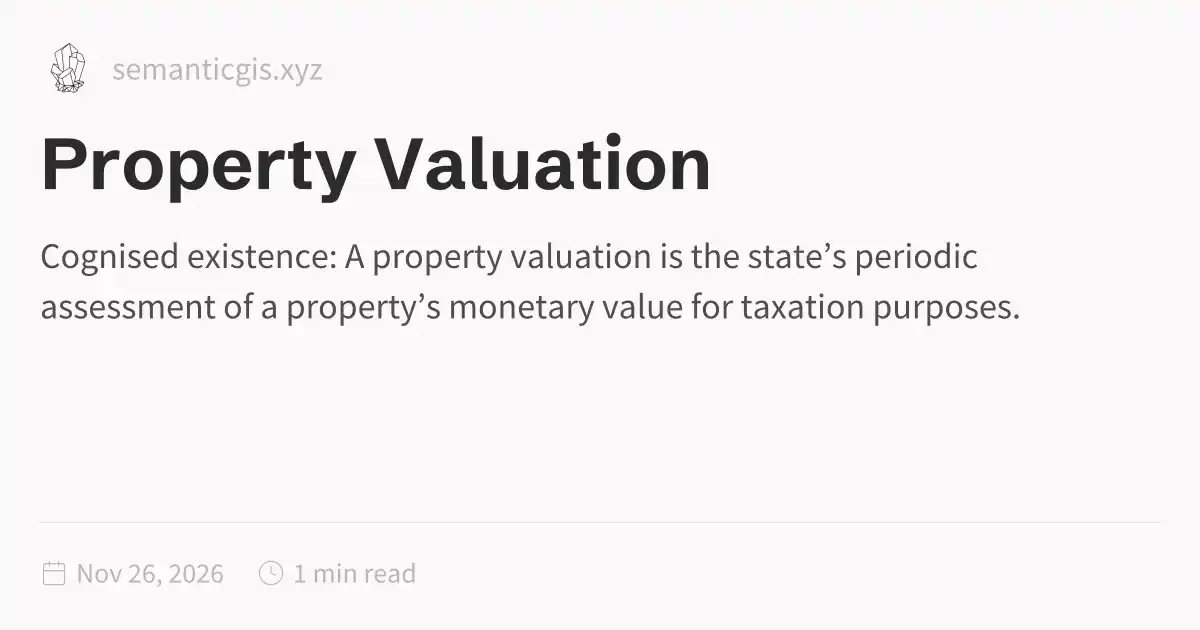 semanticgis.xyz
Property Valuation
Cognised existence: A property valuation is the state’s periodic
assessment of a property’s monetary value for taxation purposes.
Nov 26, 2026 1 min read